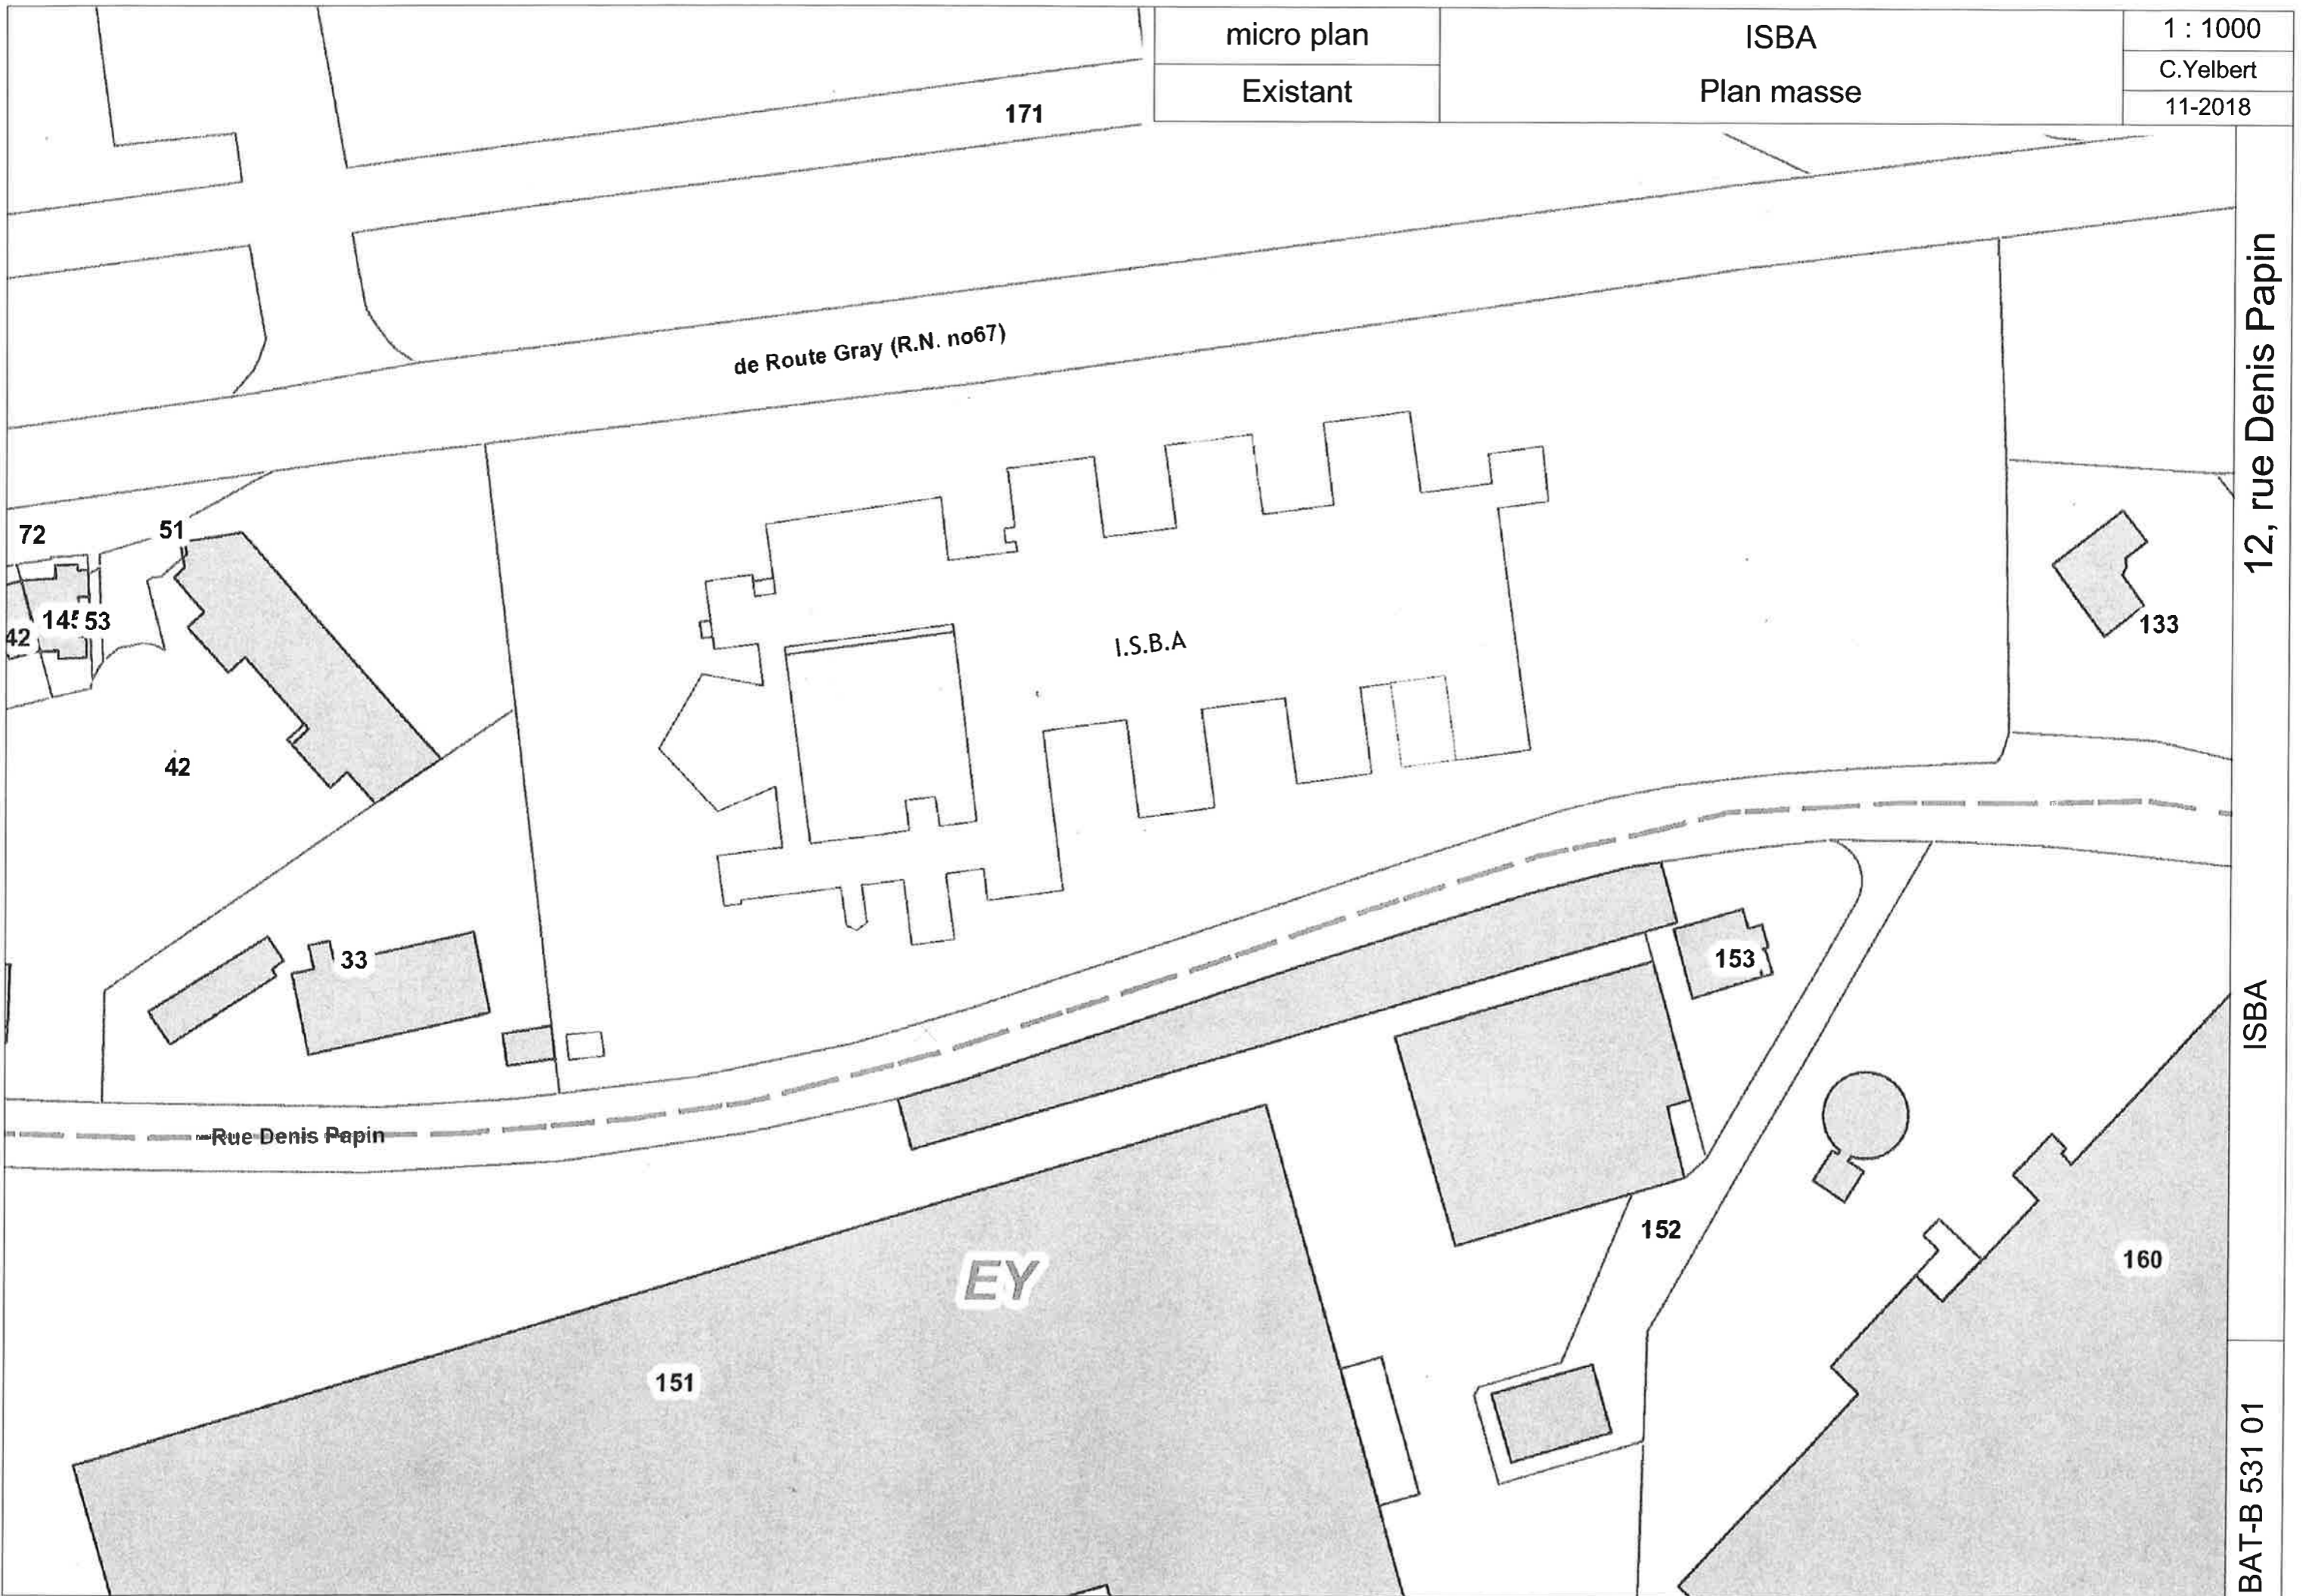 micro plan
Existant
ISBA
Plan masse
1 : 1000
C.Yelbert
11-2018
171
de Route Gray (R.N. no67)
12, rue Denis Papin
72
51
145
53
42
I.S.B.A
133
42
33
153
ISBA
Rue Denis Papin
152
160
EY
151
BAT-B 531 01